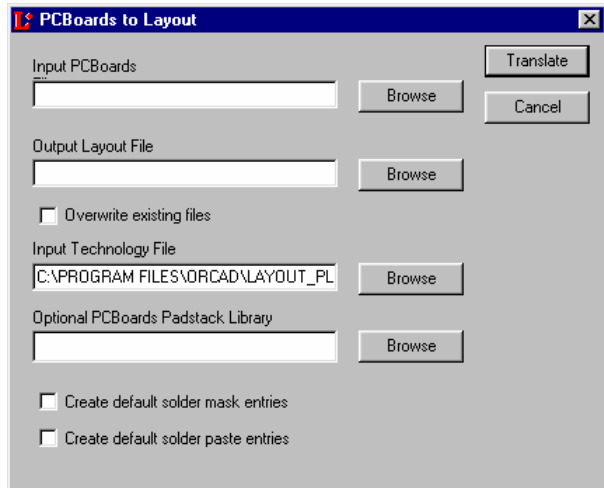 PCBoards to Layout
Input PCBoards
Translate
Browse
Cancel
Output Layout File
Browse
Overwrite existing files
Input Technology File
C:\PROGRAM FILES\ORCAD\LAYOUT_PL
Browse
Optional PCBoards Padstack Library
Browse
Create default solder mask entries
Create default solder paste entries